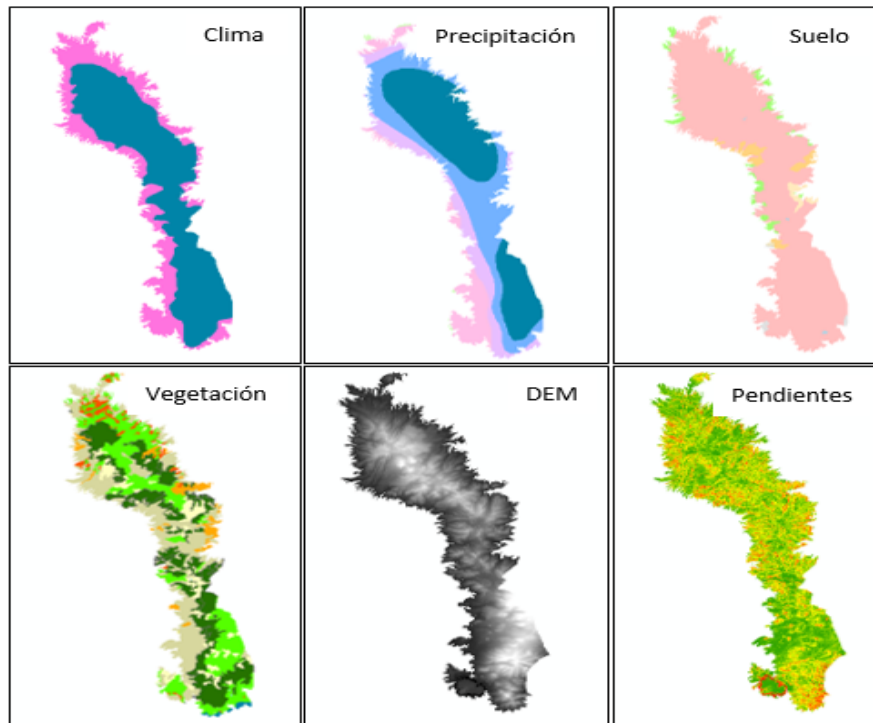 Clima
Precipitación
Suelo
Vegetación
DEM
Pendientes